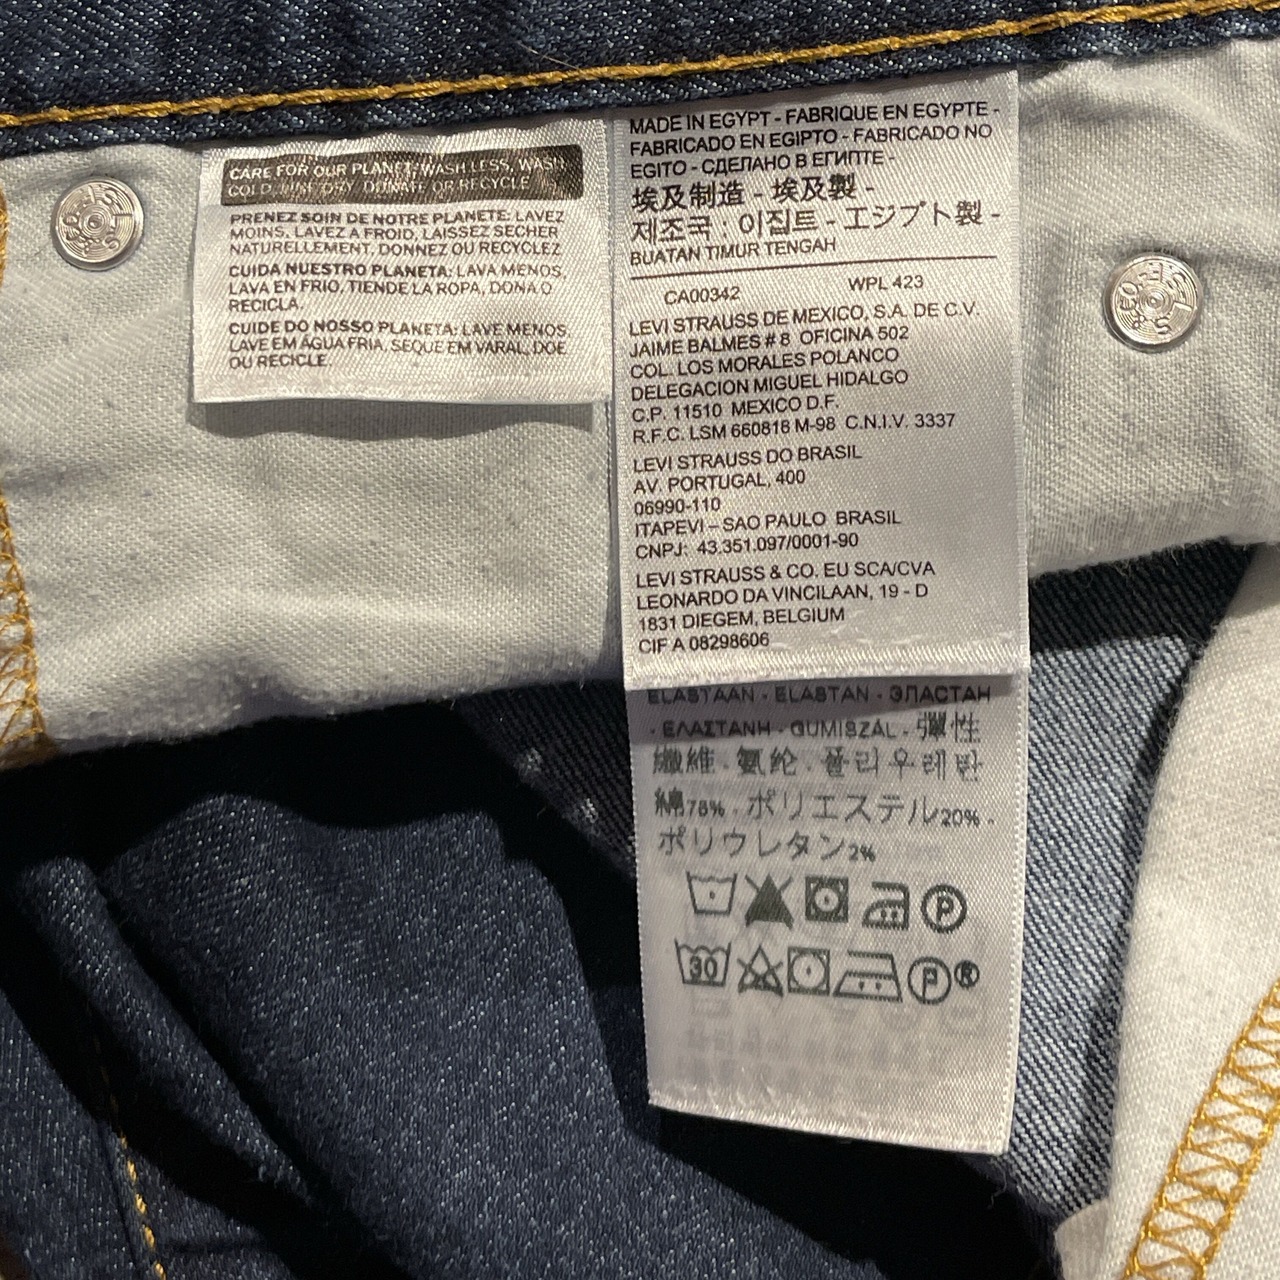 CARE FOR OUR PLANET: WASH LESS, WASH
COLD, LINE DRY, DONATE OR RECYCLE
PRENEZ SOIN DE NOTRE PLANETE: LAVEZ
MOINS, LAVEZ A FROID, LAISSEZ SECHER
NATURELLEMENT, DONNEZ OU RECYCLEZ
CUIDA NUESTRO PLANETA: LAVA MENOS,
LAVA EN FRIO, TIENDE LA ROPA, DONA O
RECICLA.
CUIDE DO NOSSO PLANETA: LAVE MENOS,
LAVE EM ÁGUA FRIA, SEQUE EM VARAL, DOE
OU RECICLE.
MADE IN EGYPT - FABRIQUE EN EGYPTE -
FABRICADO EN EGIPTO - FABRICADO NO
EGITO - СДЕЛАНО В ЕГИПТЕ -
埃及制造 - 埃及製 -
제조국 : 이집트 - エジプト製 -
BUATAN TIMUR TENGAH
CA00342 WPL 423
LEVI STRAUSS DE MEXICO, S.A. DE C.V.
JAIME BALMES # 8 OFICINA 502
COL. LOS MORALES POLANCO
DELEGACION MIGUEL HIDALGO
C.P. 11510 MEXICO D.F.
R.F.C. LSM 660816 M-98 C.N.I.V. 3337
LEVI STRAUSS DO BRASIL
AV. PORTUGAL, 400
06990-110
ITAPEVI – SAO PAULO BRASIL
CNPJ: 43.351.097/0001-90
LEVI STRAUSS & CO. EU SCA/CVA
LEONARDO DA VINCILAAN, 19 - D
1831 DIEGEM, BELGIUM
CIF A 08298606
ELASTAAN - ELASTAN - ЭЛАСТАН
- ΕΛΑΣΤΑΝΗ - GUMISZÁL - 彈性
纖維 - 氨纶 - 폴리우레탄
綿78% - ポリエステル20% -
ポリウレタン2%
P
30 P ®